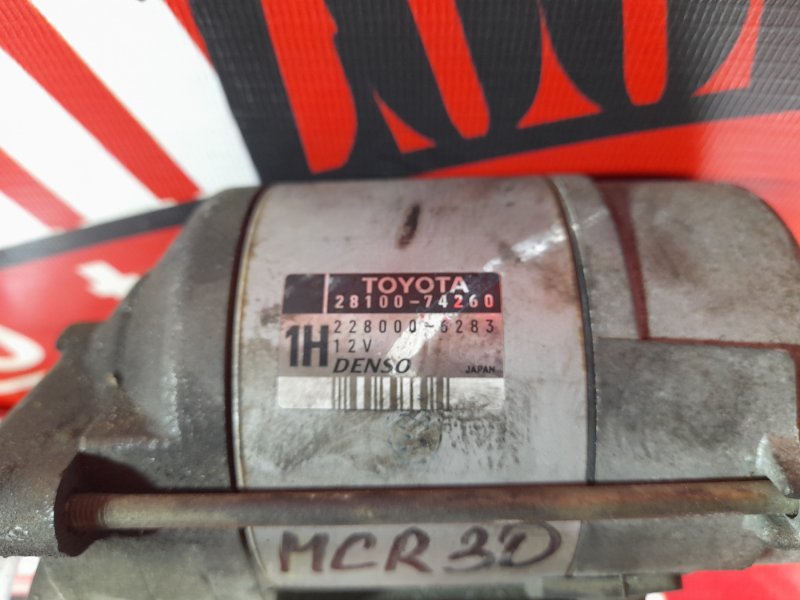 TOYOTA
28100-74260
1H
228000-6283
12V
DENSO
JAPAN
MCR30